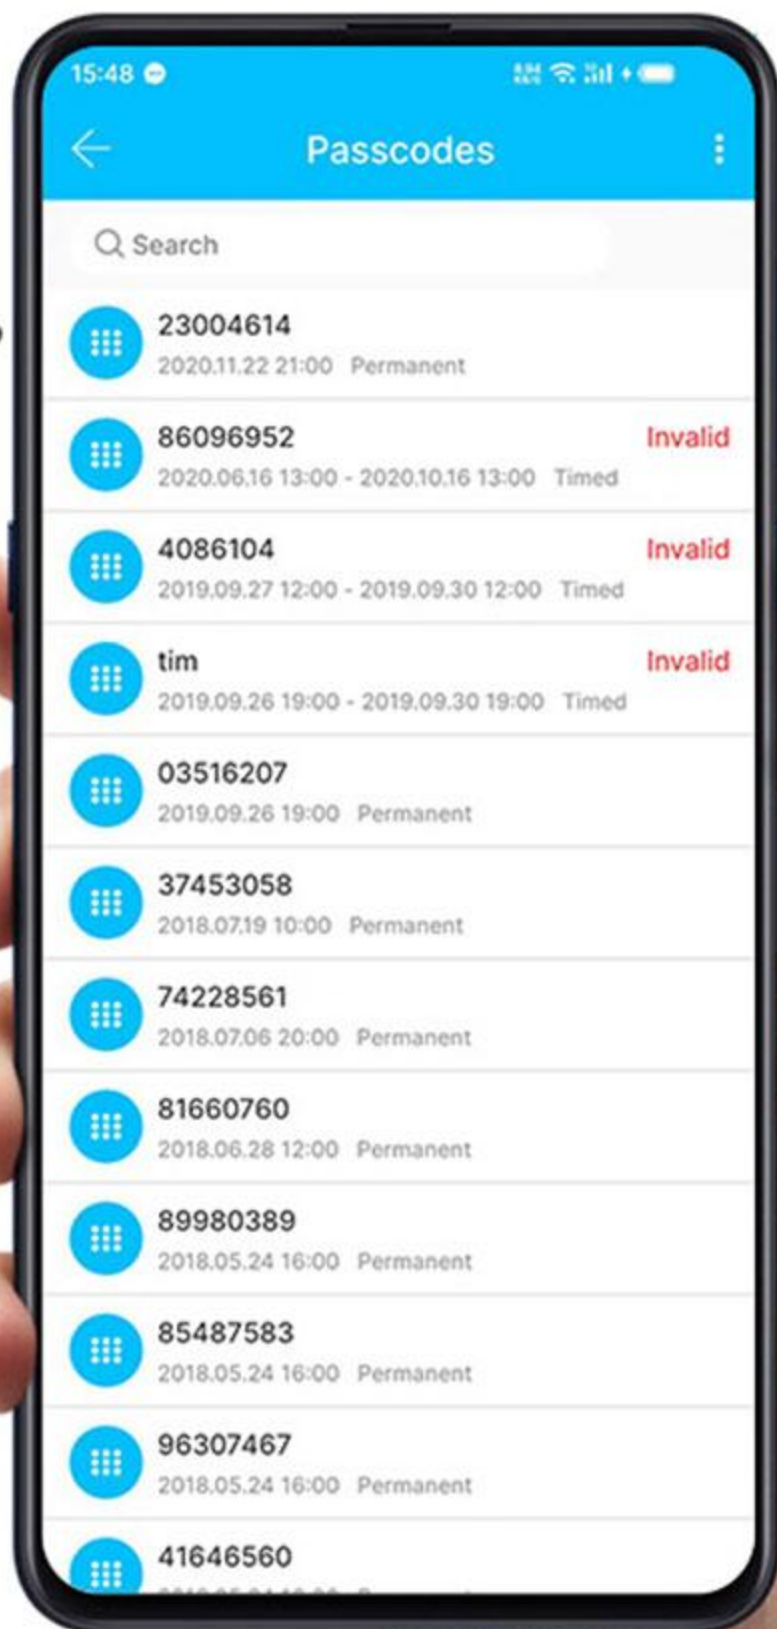 15:48
Passcodes
Search
23004614
2020.11.22 21:00 Permanent
86096952
Invalid
2020.06.16 13:00 - 2020.10.16 13:00 Timed
4086104
Invalid
2019.09.27 12:00 - 2019.09.30 12:00 Timed
tim
Invalid
2019.09.26 19:00 - 2019.09.30 19:00 Timed
03516207
2019.09.26 19:00 Permanent
37453058
2018.07.19 10:00 Permanent
74228561
2018.07.06 20:00 Permanent
81660760
2018.06.28 12:00 Permanent
89980389
2018.05.24 16:00 Permanent
85487583
2018.05.24 16:00 Permanent
96307467
2018.05.24 16:00 Permanent
41646560